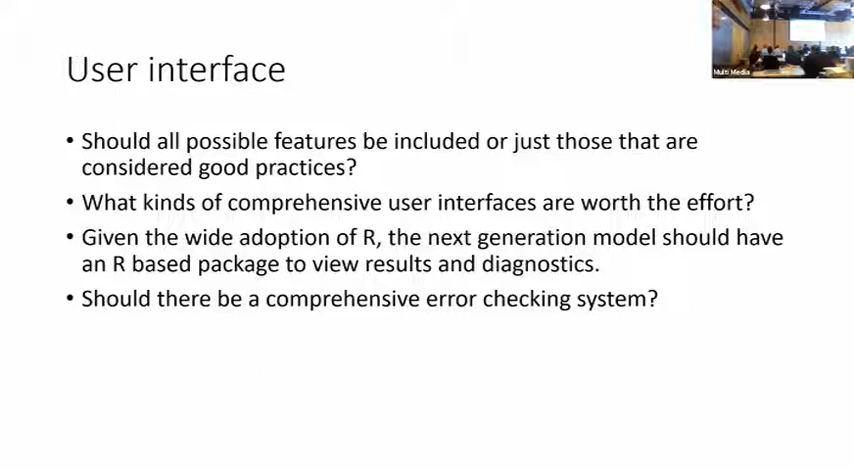 User interface
• Should all possible features be included or just those that are
considered good practices?
• What kinds of comprehensive user interfaces are worth the effort?
• Given the wide adoption of R, the next generation model should have
an R based package to view results and diagnostics.
• Should there be a comprehensive error checking system?
Multi Media